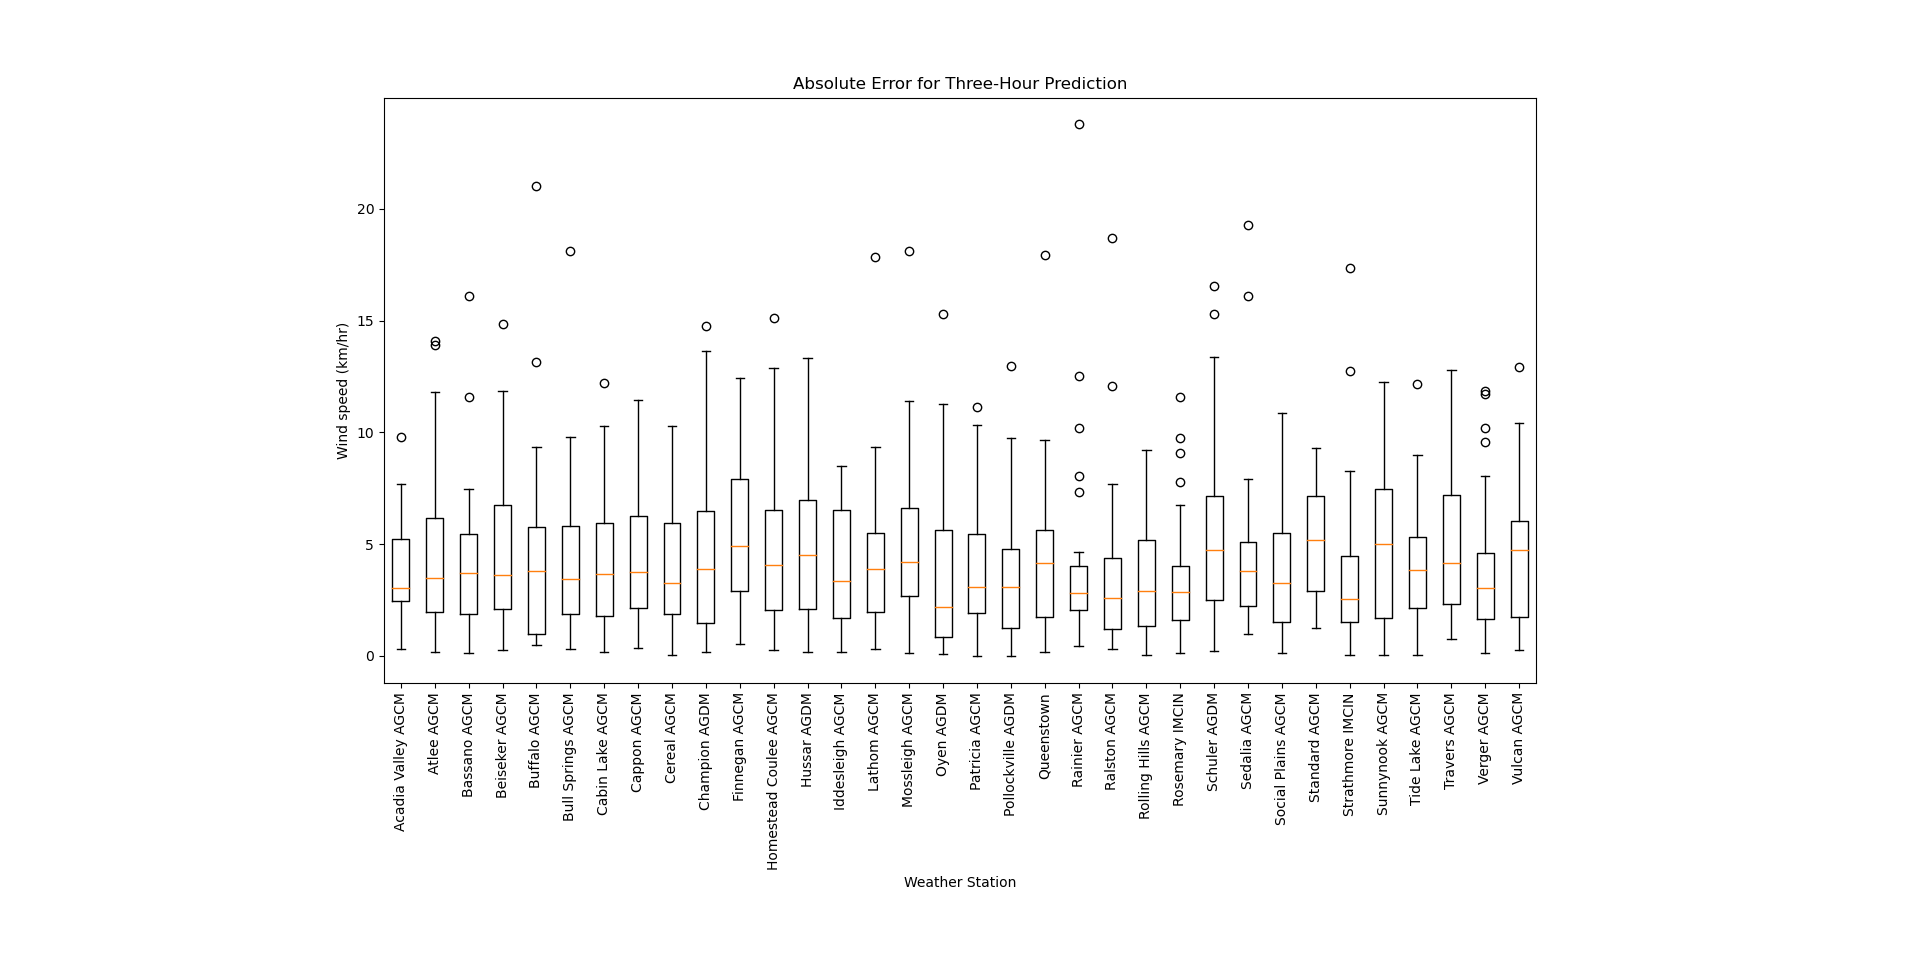 Absolute Error for Three-Hour Prediction
Wind speed (km/hr)
20
15
10
5
0
Acadia Valley AGCM
Atlee AGCM
Bassano AGCM
Beiseker AGCM
Buffalo AGCM
Bull Springs AGCM
Cabin Lake AGCM
Cappon AGCM
Cereal AGCM
Champion AGDM
Finnegan AGCM
Homestead Coulee AGCM
Hussar AGDM
Iddesleigh AGCM
Lathom AGCM
Mossleigh AGCM
Oyen AGDM
Patricia AGCM
Pollockville AGDM
Queenstown
Rainier AGCM
Ralston AGCM
Rolling Hills AGCM
Rosemary IMCIN
Schuler AGDM
Sedalia AGCM
Social Plains AGCM
Standard AGCM
Strathmore IMCIN
Sunnynook AGCM
Tide Lake AGCM
Travers AGCM
Verger AGCM
Vulcan AGCM
Weather Station